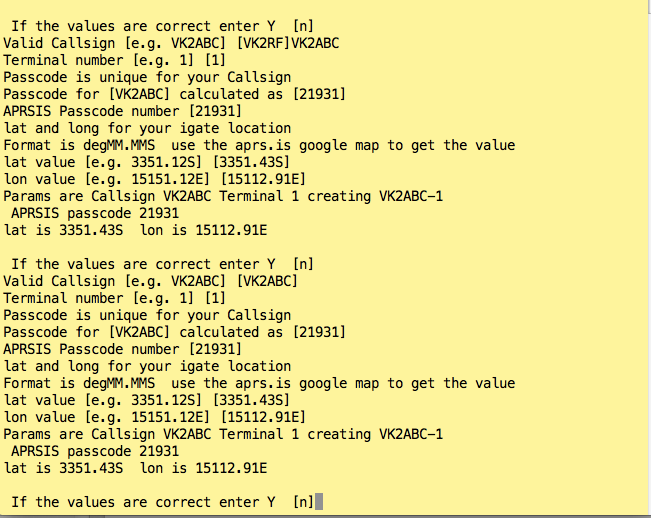 If the values are correct enter Y  [n]
Valid Callsign [e.g. VK2ABC] [VK2RF]VK2ABC
Terminal number [e.g. 1] [1]
Passcode is unique for your Callsign
Passcode for [VK2ABC] calculated as [21931]
APRSIS Passcode number [21931]
lat and long for your igate location
Format is degMM.MMS  use the aprs.is google map to get the value
lat value [e.g. 3351.12S] [3351.43S]
lon value [e.g. 15151.12E] [15112.91E]
Params are Callsign VK2ABC Terminal 1 creating VK2ABC-1
APRSIS passcode 21931
lat is 3351.43S  lon is 15112.91E
If the values are correct enter Y  [n]
Valid Callsign [e.g. VK2ABC] [VK2ABC]
Terminal number [e.g. 1] [1]
Passcode is unique for your Callsign
Passcode for [VK2ABC] calculated as [21931]
APRSIS Passcode number [21931]
lat and long for your igate location
Format is degMM.MMS  use the aprs.is google map to get the value
lat value [e.g. 3351.12S] [3351.43S]
lon value [e.g. 15151.12E] [15112.91E]
Params are Callsign VK2ABC Terminal 1 creating VK2ABC-1
APRSIS passcode 21931
lat is 3351.43S  lon is 15112.91E
If the values are correct enter Y  [n]